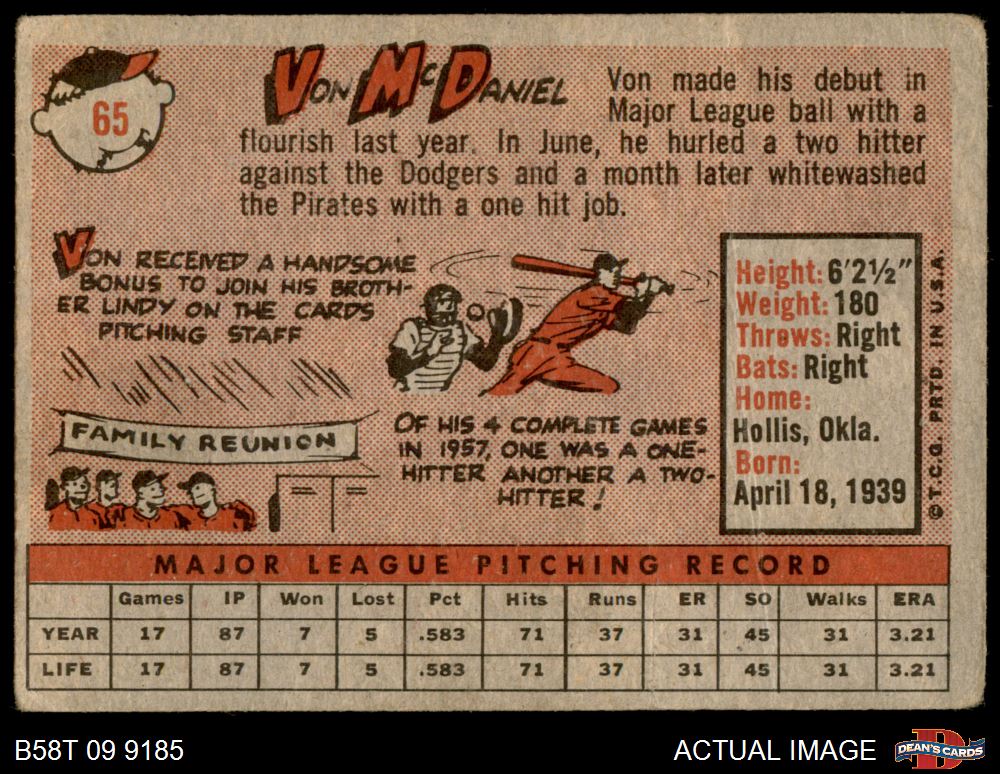 65
VON MCDANIEL
Von made his debut in
Major League ball with a
flourish last year. In June, he hurled a two hitter
against the Dodgers and a month later whitewashed
the Pirates with a one hit job.
VON RECEIVED A HANDSOME
BONUS TO JOIN HIS BROTH-
ER LINDY ON THE CARDS
PITCHING STAFF
FAMILY REUNION
OF HIS 4 COMPLETE GAMES
IN 1957, ONE WAS A ONE-
HITTER ANOTHER A TWO-
HITTER!
Height: 6'2½"
Weight: 180
Throws: Right
Bats: Right
Home:
Hollis, Okla.
Born:
April 18, 1939
© T.C.G. PRTD. IN U.S.A.
MAJOR LEAGUE PITCHING RECORD
Games IP Won Lost Pct Hits Runs ER SO Walks ERA
YEAR 17 87 7 5 .583 71 37 31 45 31 3.21
LIFE 17 87 7 5 .583 71 37 31 45 31 3.21
B58T 09 9185
ACTUAL IMAGE
DEAN'S CARDS